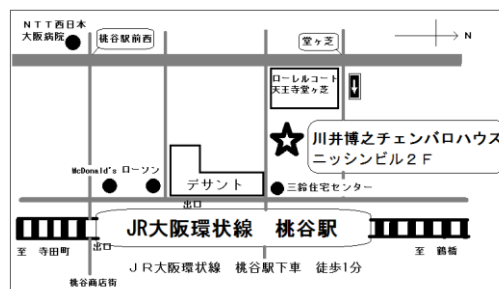 NTT西日本
大阪病院
桃谷駅前西
堂ヶ芝
N
ローレルコート
天王寺堂ヶ芝
川井博之チェンバロハウス
ニッシンビル2F
McDonald's ローソン
デサント
三鈴住宅センター
出口
JR大阪環状線 桃谷駅
出口
至 寺田町
至 鶴橋
JR大阪環状線 桃谷駅下車 徒歩1分
桃谷商店街